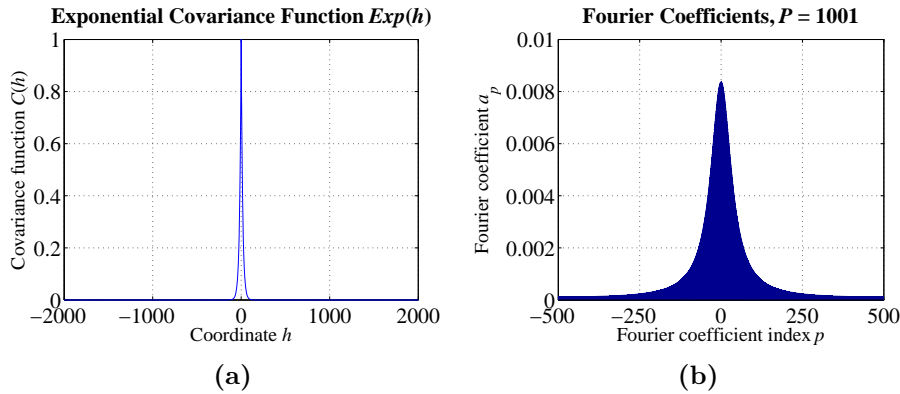 Exponential Covariance Function Exp(h)
Covariance function C(h)
1
0.8
0.6
0.4
0.2
0
−2000 −1000 0 1000 2000
Coordinate h
(a)
Fourier Coefficients, P = 1001
Fourier coefficient a_p
0.01
0.008
0.006
0.004
0.002
0
−500 −250 0 250 500
Fourier coefficient index p
(b)